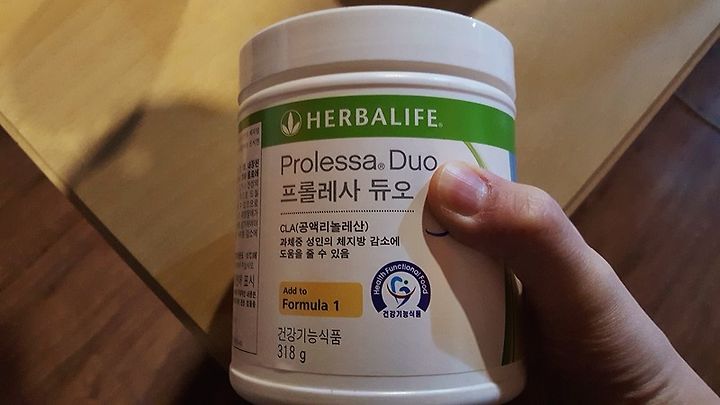 HERBALIFE®
Prolessa® Duo
프롤레사 듀오
CLA(공액리놀레산)
과체중 성인의 체지방 감소에
도움을 줄 수 있음
Add to
Formula 1
Health Functional Food
건강기능식품
건강기능식품
318 g